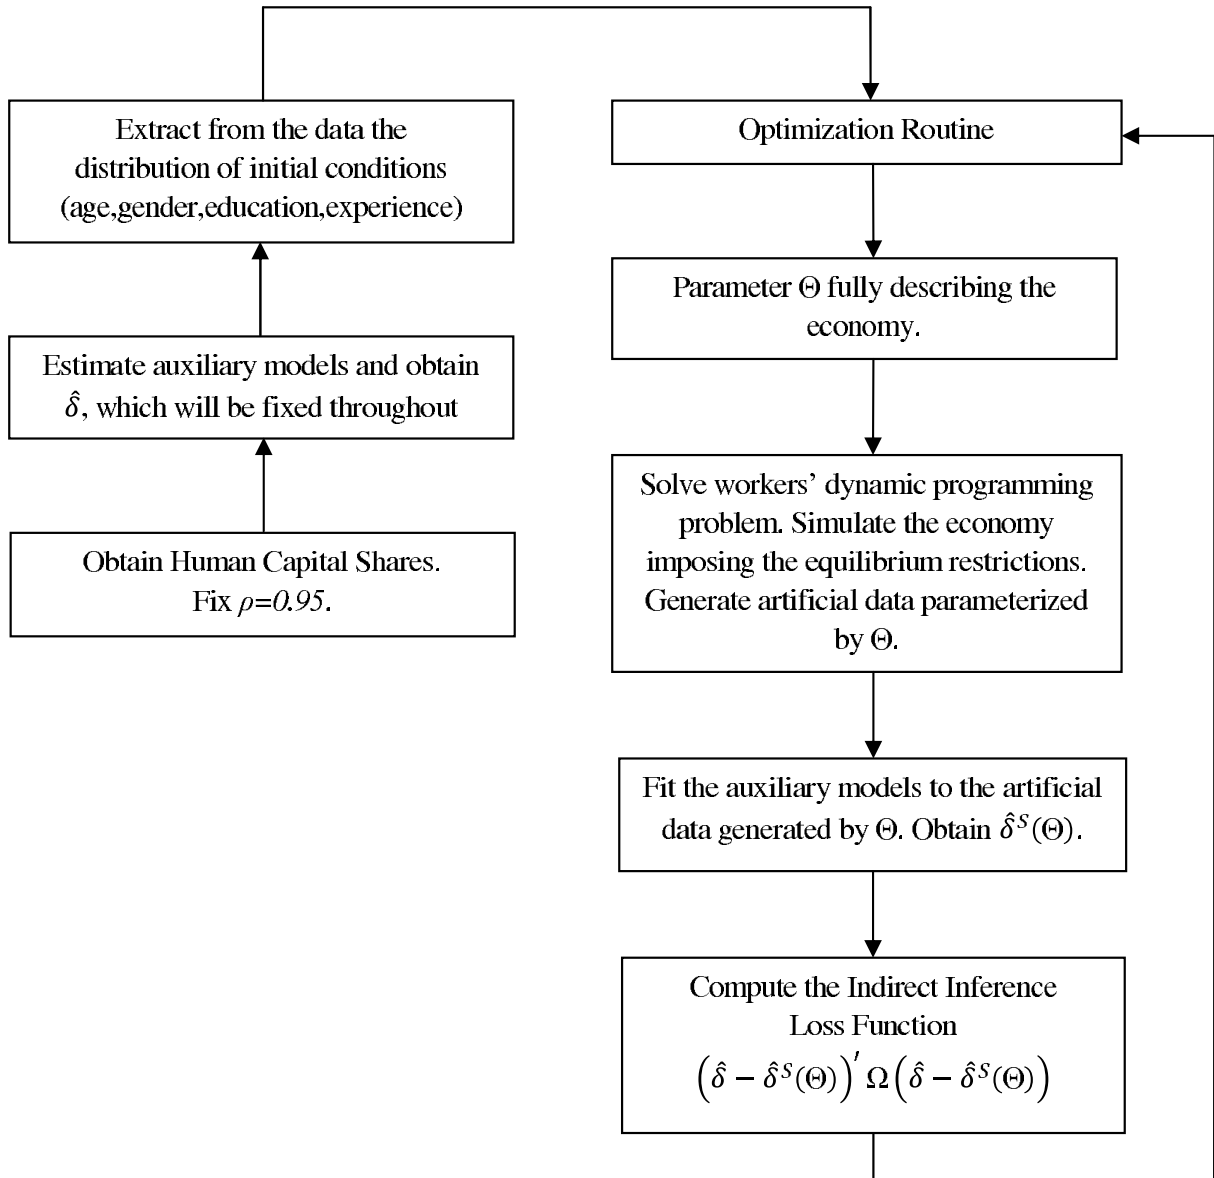 Extract from the data the
distribution of initial conditions
(age,gender,education,experience)
Estimate auxiliary models and obtain
δ̂, which will be fixed throughout
Obtain Human Capital Shares.
Fix ρ=0.95.
Optimization Routine
Parameter Θ fully describing the
economy.
Solve workers’ dynamic programming
problem. Simulate the economy
imposing the equilibrium restrictions.
Generate artificial data parameterized
by Θ.
Fit the auxiliary models to the artificial
data generated by Θ. Obtain δ̂ˢ(Θ).
Compute the Indirect Inference
Loss Function
(δ̂ − δ̂ˢ(Θ))′ Ω (δ̂ − δ̂ˢ(Θ))